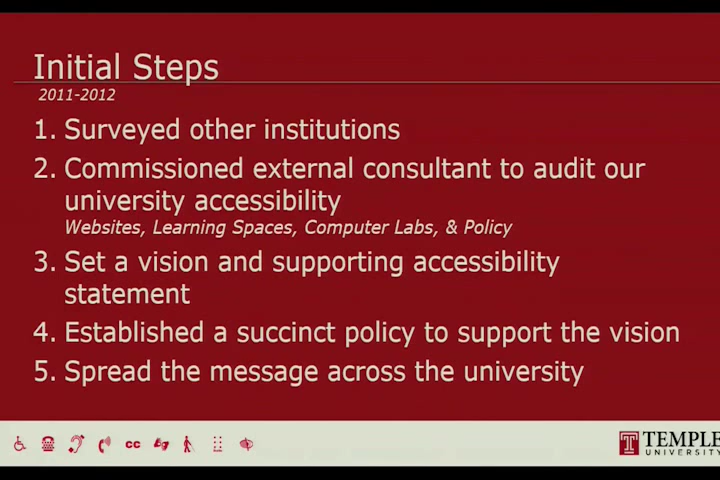 Initial Steps
2011-2012
1. Surveyed other institutions
2. Commissioned external consultant to audit our
university accessibility
Websites, Learning Spaces, Computer Labs, & Policy
3. Set a vision and supporting accessibility
statement
4. Established a succinct policy to support the vision
5. Spread the message across the university
CC
T TEMPLE
UNIVERSITY